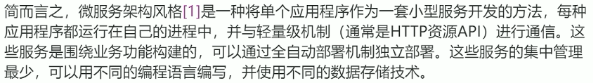 简而言之，微服务架构风格[1]是一种将单个应用程序作为一套小型服务开发的方法，每种
应用程序都运行在自己的进程中，并与轻量级机制（通常是HTTP资源API）进行通信。这
些服务是围绕业务功能构建的，可以通过全自动部署机制独立部署。这些服务的集中管理
最少，可以用不同的编程语言编写，并使用不同的数据存储技术。